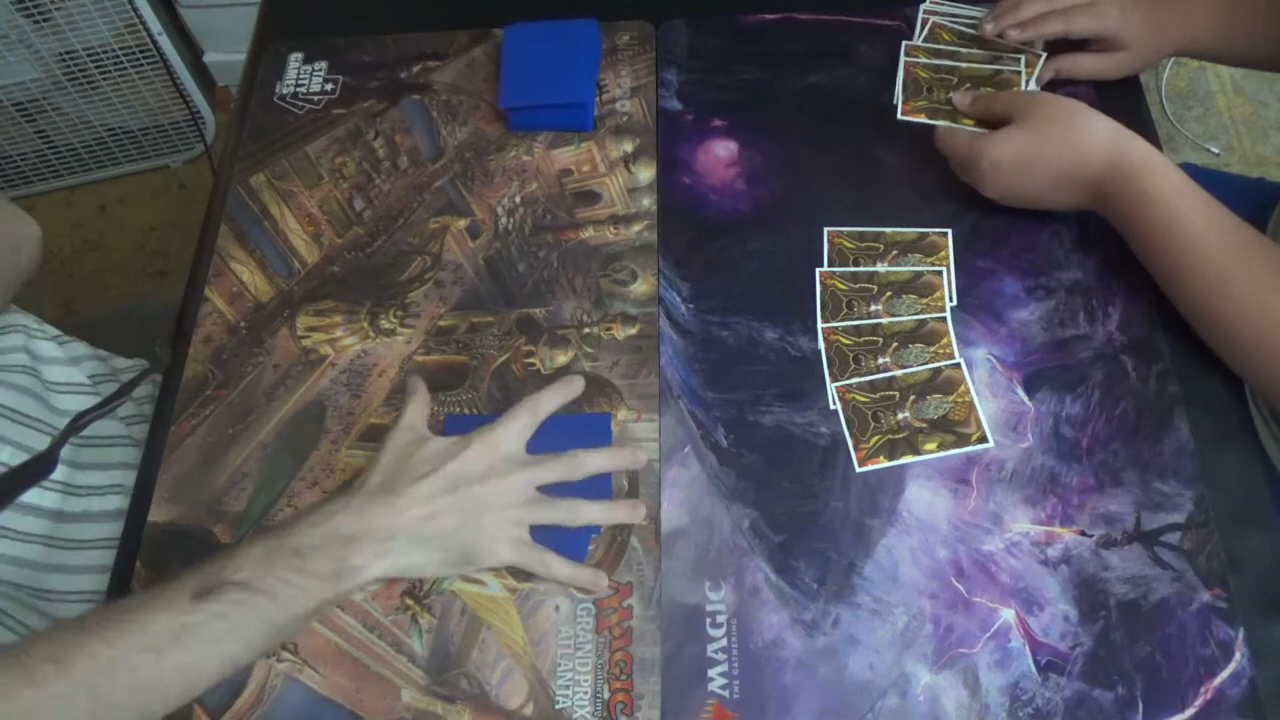 STAR
CITY
GAMES
MAGIC
The Gathering
GRAND PRIX
ATLANTA
MAGIC
THE GATHERING